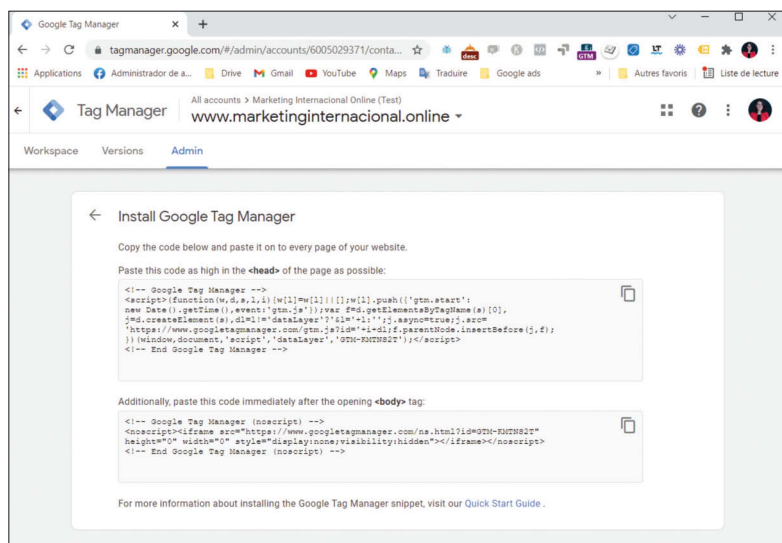 Google Tag Manager
tagmanager.google.com/#/admin/accounts/6005029371/conta...
desc
GTM
Applications Administrador de a... Drive Gmail YouTube Maps Traduire Google ads » Autres favoris Liste de lecture
Tag Manager
All accounts > Marketing Internacional Online (Test)
www.marketinginternacional.online
Workspace Versions Admin
Install Google Tag Manager
Copy the code below and paste it on to every page of your website.
Paste this code as high in the <head> of the page as possible:
<!-- Google Tag Manager -->
<script>(function(w,d,s,l,i){w[l]=w[l]||[];w[l].push({'gtm.start':
new Date().getTime(),event:'gtm.js'});var f=d.getElementsByTagName(s)[0],
j=d.createElement(s),dl=l!='dataLayer'?'&l='+l:'';j.async=true;j.src=
'https://www.googletagmanager.com/gtm.js?id='+i+dl;f.parentNode.insertBefore(j,f);
})(window,document,'script','dataLayer','GTM-KMTNS2T');</script>
<!-- End Google Tag Manager -->
Additionally, paste this code immediately after the opening <body> tag:
<!-- Google Tag Manager (noscript) -->
<noscript><iframe src="https://www.googletagmanager.com/ns.html?id=GTM-KMTNS2T"
height="0" width="0" style="display:none;visibility:hidden"></iframe></noscript>
<!-- End Google Tag Manager (noscript) -->
For more information about installing the Google Tag Manager snippet, visit our Quick Start Guide .